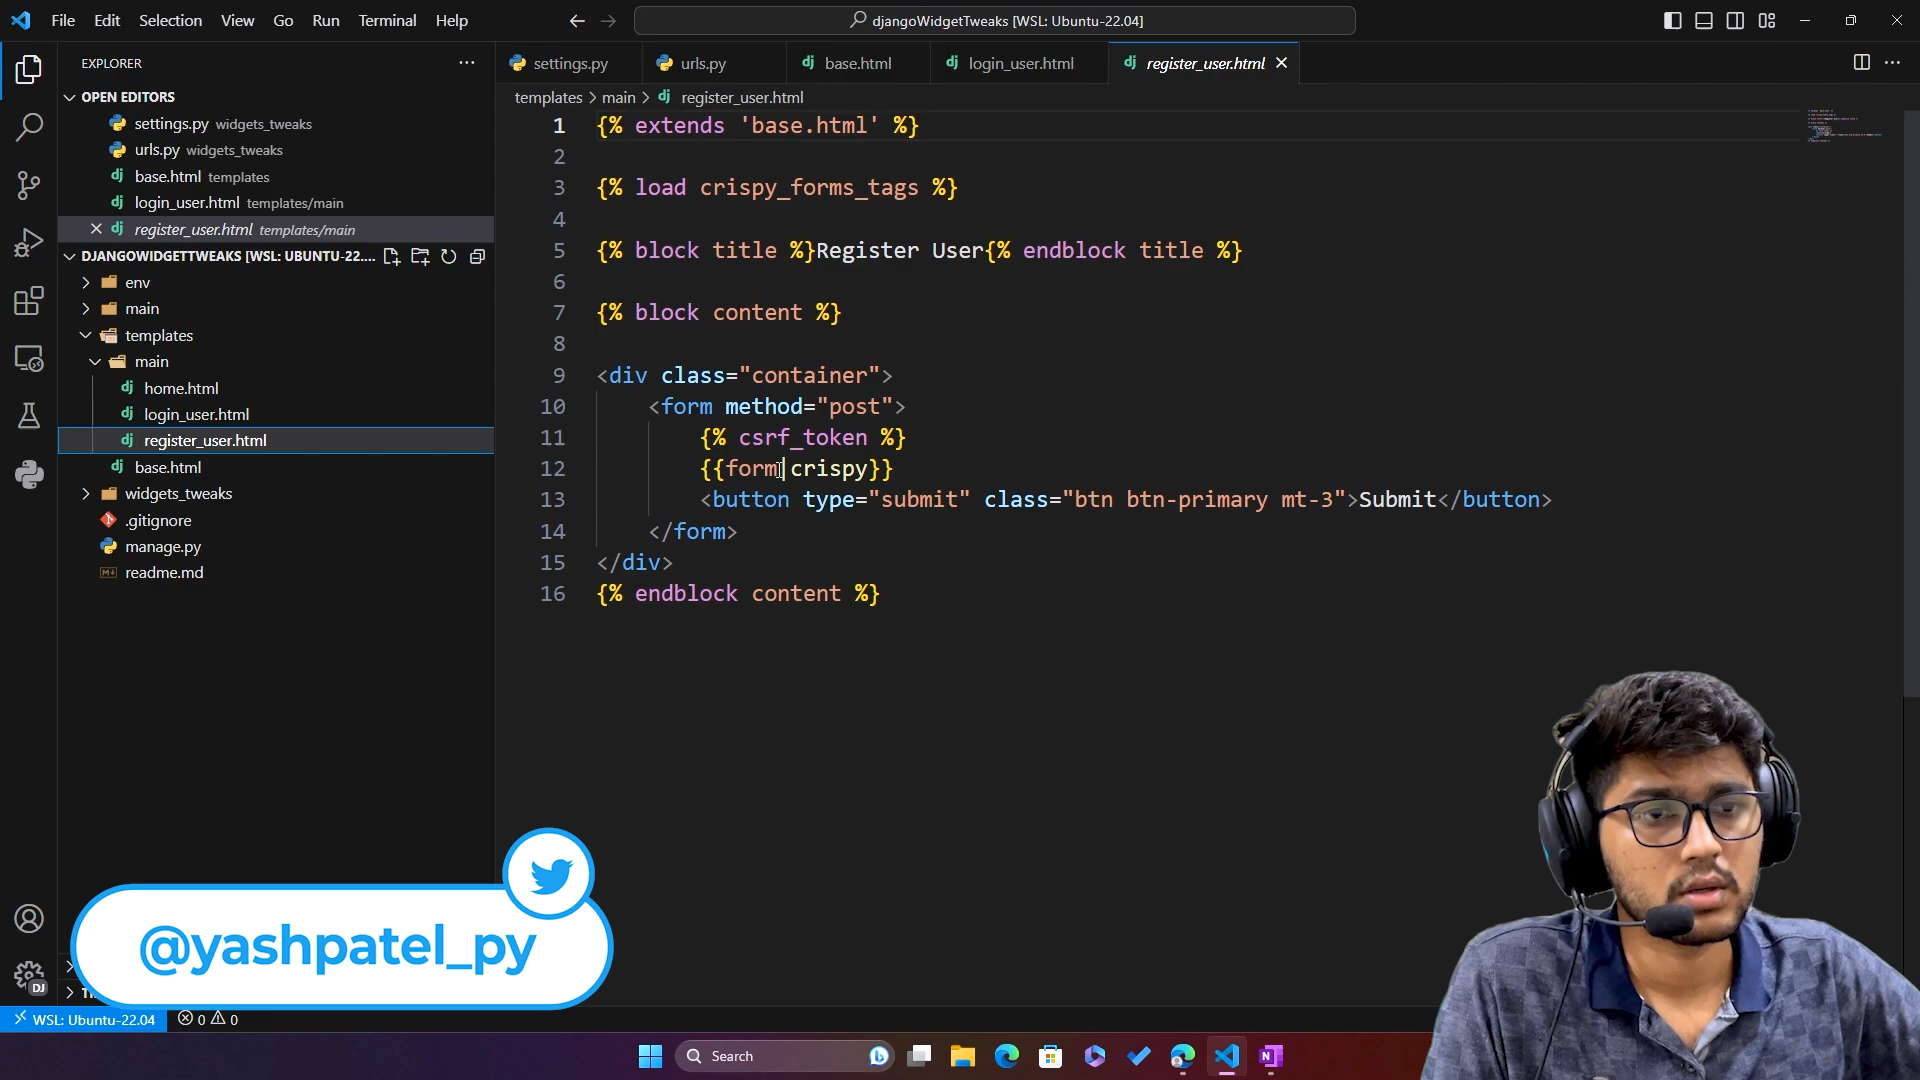 File Edit Selection View Go Run Terminal Help
djangoWidgetTweaks [WSL: Ubuntu-22.04]
EXPLORER
OPEN EDITORS
settings.py widgets_tweaks
urls.py widgets_tweaks
base.html templates
login_user.html templates/main
register_user.html templates/main
DJANGOWIDGETTWEAKS [WSL: UBUNTU-22....
env
main
templates
main
home.html
login_user.html
register_user.html
base.html
widgets_tweaks
.gitignore
manage.py
readme.md
settings.py urls.py base.html login_user.html register_user.html
templates > main > register_user.html
1 {% extends 'base.html' %}
2
3 {% load crispy_forms_tags %}
4
5 {% block title %}Register User{% endblock title %}
6
7 {% block content %}
8
9 <div class="container">
10 <form method="post">
11 {% csrf_token %}
12 {{form|crispy}}
13 <button type="submit" class="btn btn-primary mt-3">Submit</button>
14 </form>
15 </div>
16 {% endblock content %}
@yashpatel_py
DJ
WSL: Ubuntu-22.04 0 0
Search